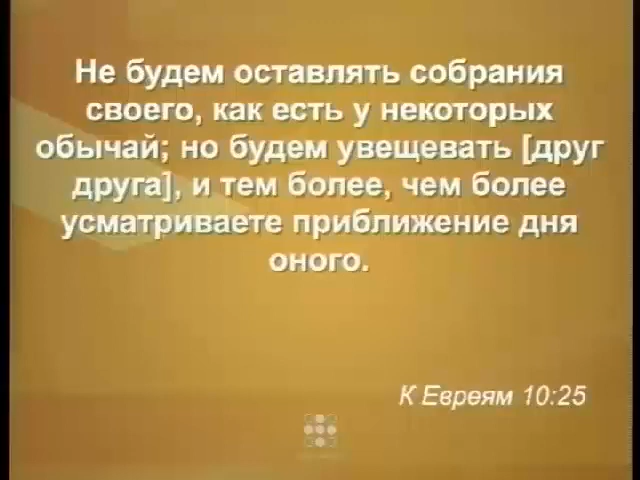 Не будем оставлять собрания
своего, как есть у некоторых
обычай; но будем увещевать [друг
друга], и тем более, чем более
усматриваете приближение дня
оного.
К Евреям 10:25